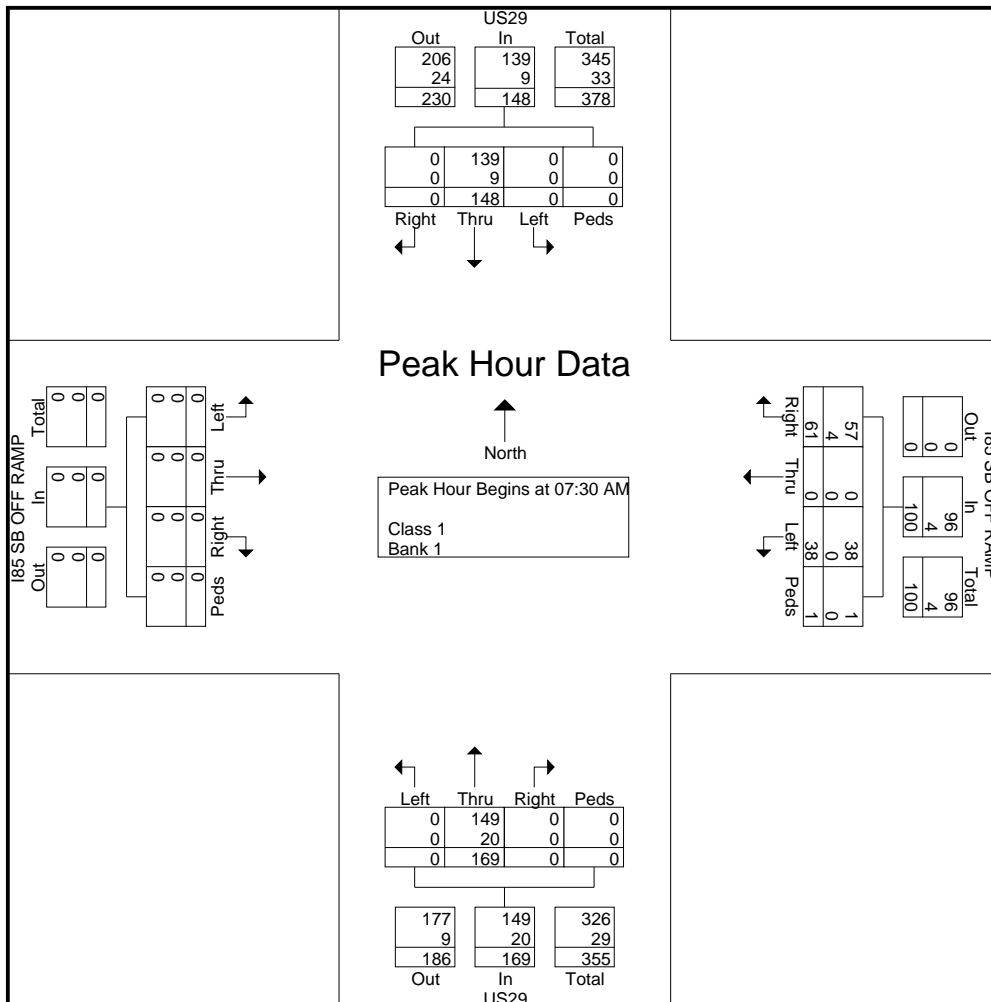 US29
Out In Total
206 139 345
24 9 33
230 148 378
0 139 0 0
0 9 0 0
0 148 0 0
Right Thru Left Peds
Peak Hour Data
North
Peak Hour Begins at 07:30 AM
Class 1
Bank 1
I85 SB OFF RAMP
Total In Out
0 0 0
0 0 0
0 0 0
Left Thru Right Peds
0 0 0 0
0 0 0 0
0 0 0 0
I85 SB OFF RAMP
Out In Total
0 96 96
0 4 4
0 100 100
Right Thru Left Peds
57 0 38 1
4 0 0 0
61 0 38 1
Left Thru Right Peds
0 149 0 0
0 20 0 0
0 169 0 0
177 149 326
9 20 29
186 169 355
Out In Total
US29